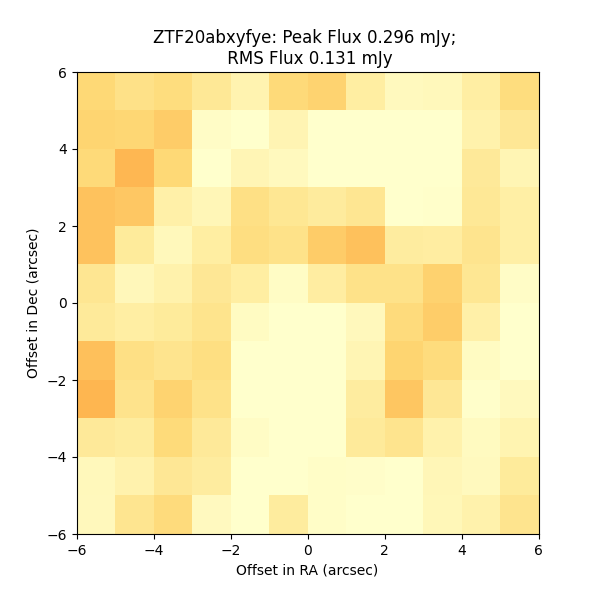 ZTF20abxyfye: Peak Flux 0.296 mJy;
RMS Flux 0.131 mJy
6
4
2
0
−2
−4
−6
Offset in Dec (arcsec)
−6 −4 −2 0 2 4 6
Offset in RA (arcsec)